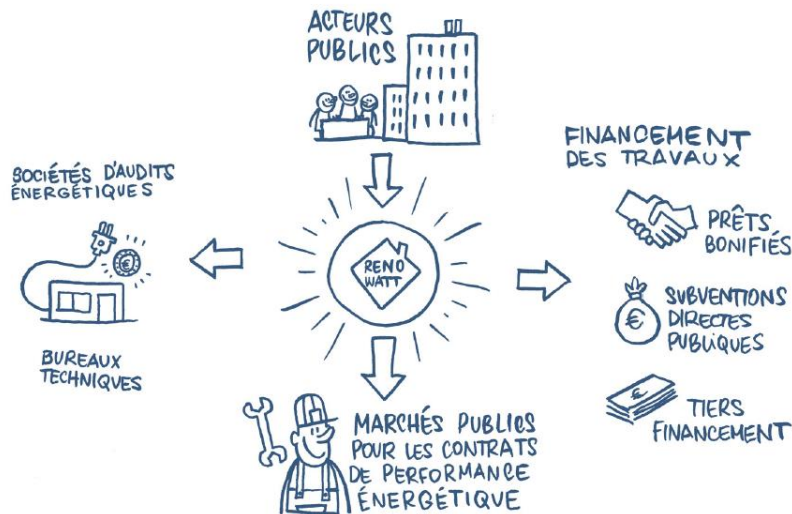 ACTEURS
PUBLICS
SOCIÉTÉS D'AUDITS
ÉNERGÉTIQUES
€
BUREAUX
TECHNIQUES
RENO
WATT
MARCHÉS PUBLICS
POUR LES CONTRATS
DE PERFORMANCE
ÉNERGÉTIQUE
FINANCEMENT
DES TRAVAUX
PRÊTS
BONIFIÉS
€
SUBVENTIONS
DIRECTES
PUBLIQUES
€
TIERS
FINANCEMENT